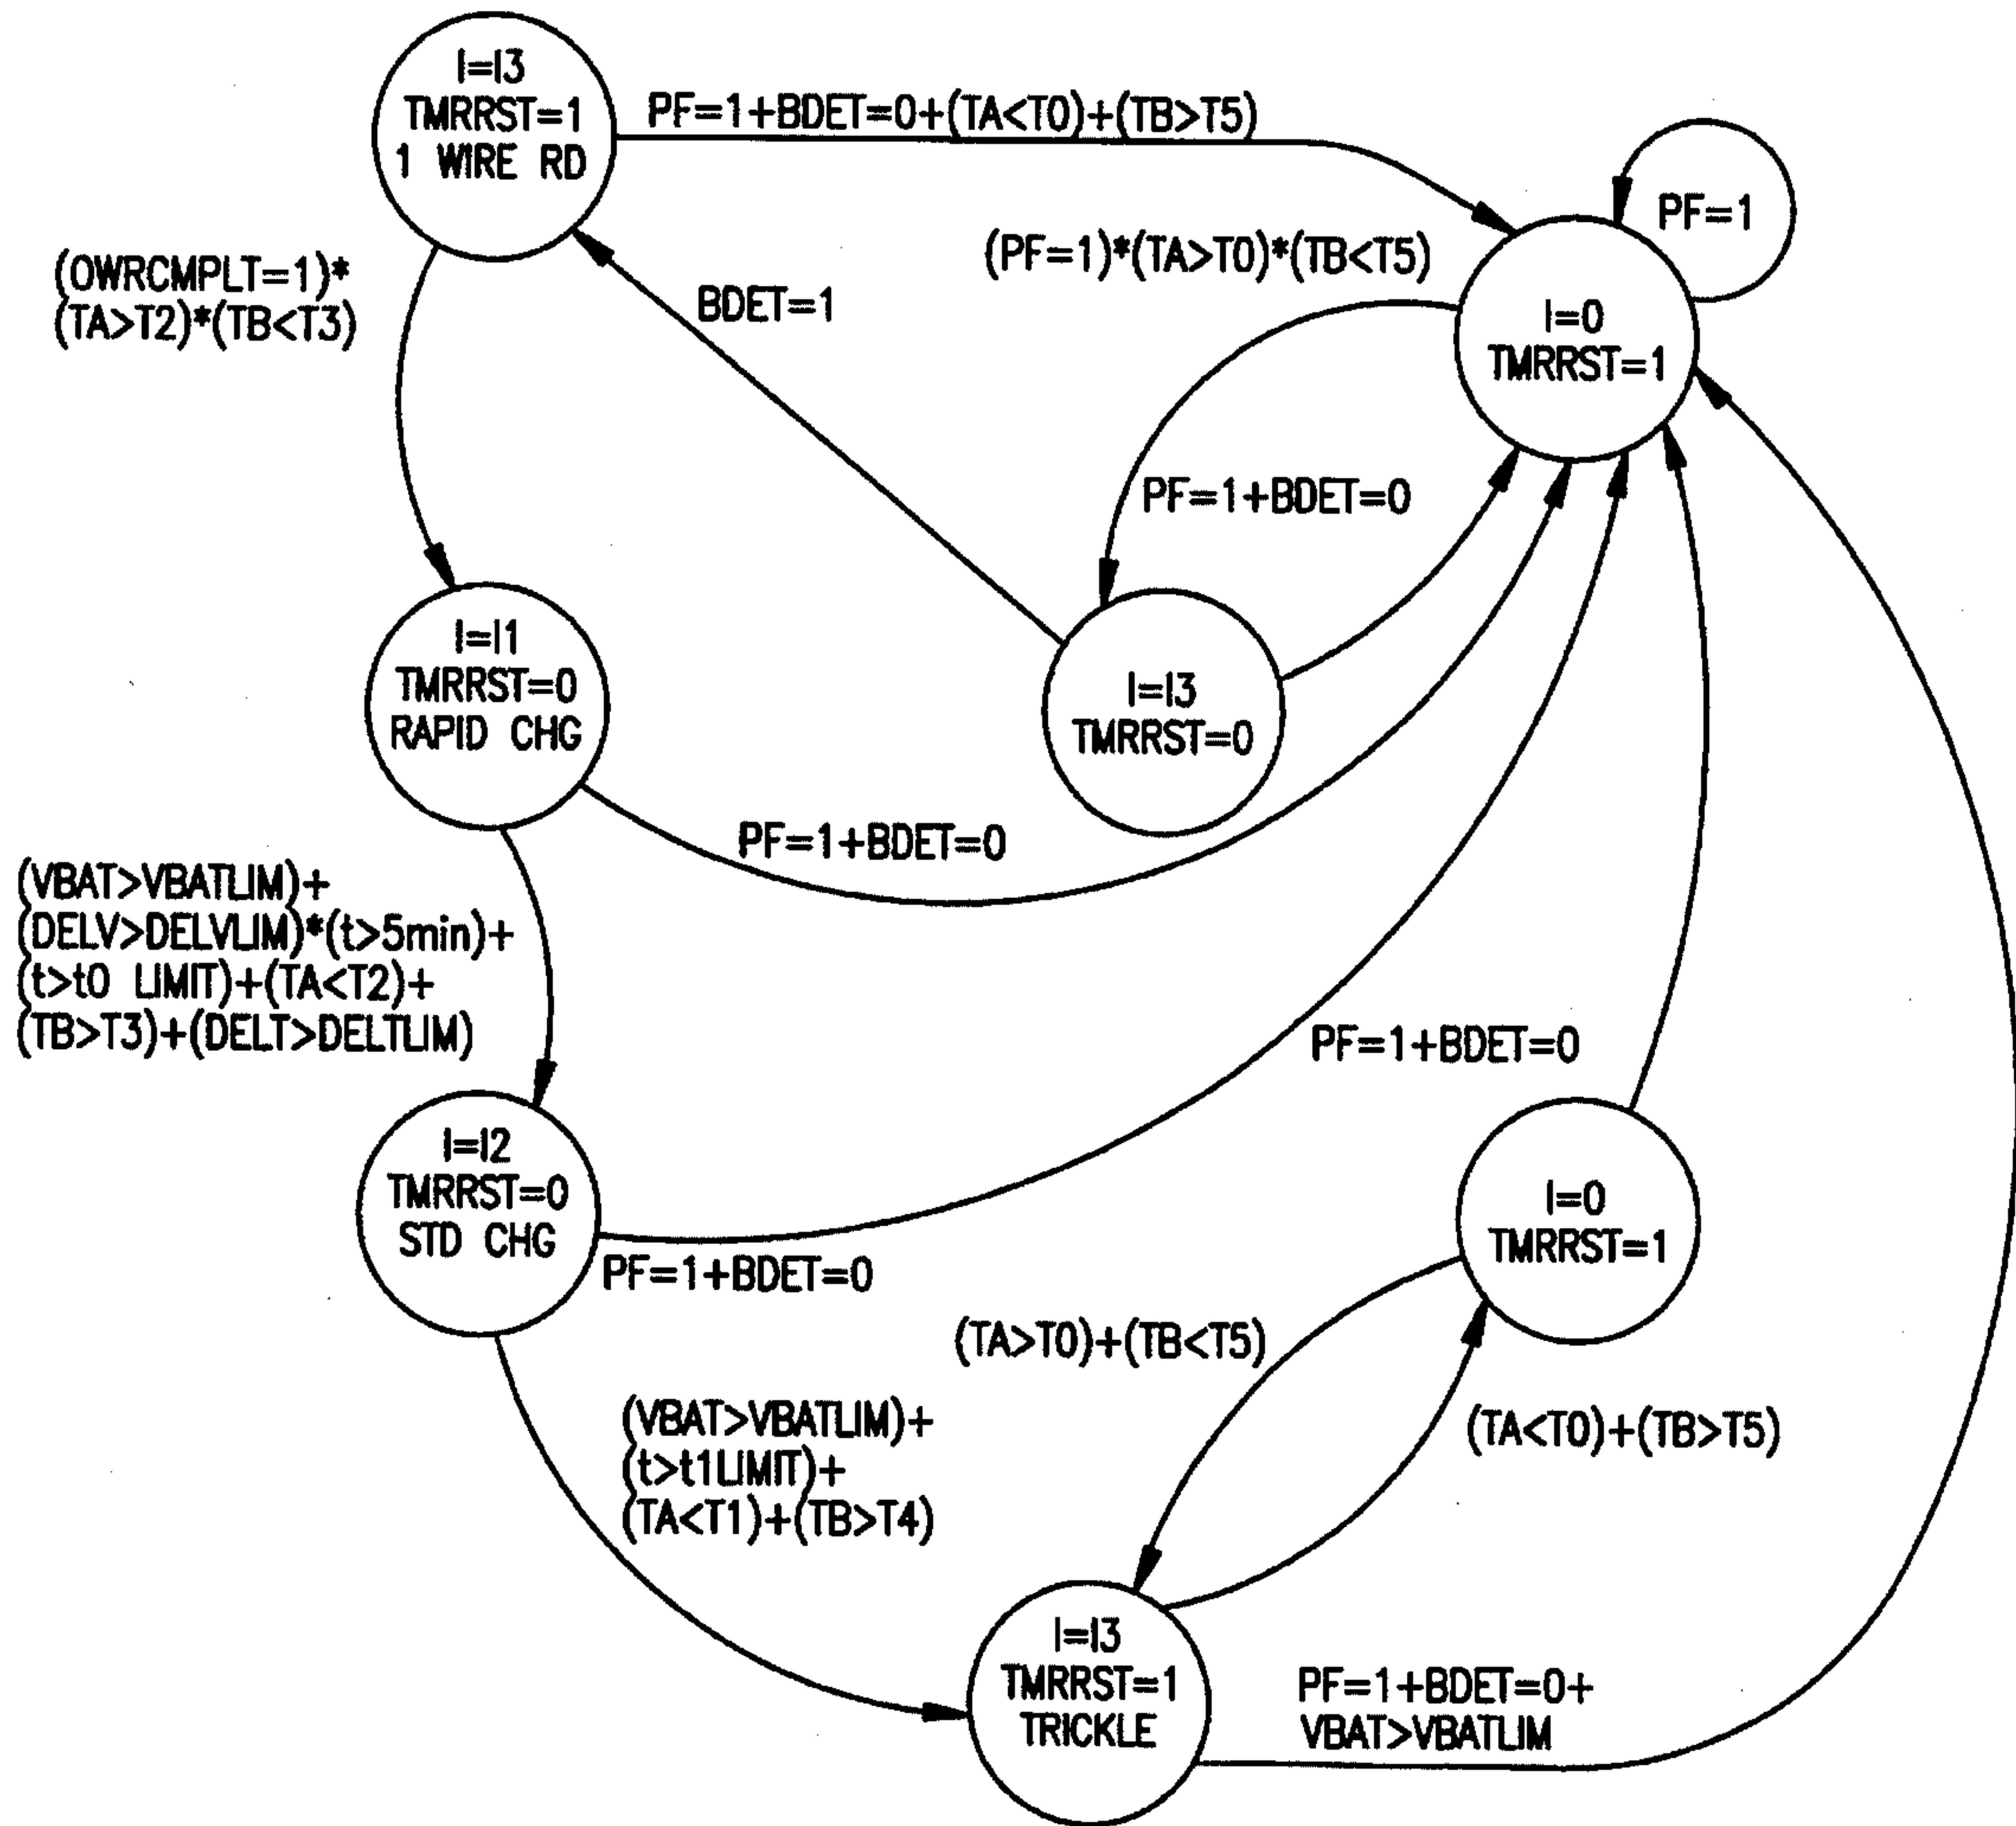 I=I3
TMRRST=1
1 WIRE RD
PF=1+BDET=0+(TA<T0)+(TB>T5)
PF=1
(PF=1)*(TA>T0)*(TB<T5)
(OWRCMPLT=1)*
(TA>T2)*(TB<T3)
BDET=1
I=0
TMRRST=1
PF=1+BDET=0
I=I1
TMRRST=0
RAPID CHG
I=I3
TMRRST=0
PF=1+BDET=0
(VBAT>VBATLIM)+
(DELV>DELVLIM)*(t>5min)+
(t>t0 LIMIT)+(TA<T2)+
(TB>T3)+(DELT>DELTLIM)
PF=1+BDET=0
I=I2
TMRRST=0
STD CHG
PF=1+BDET=0
I=0
TMRRST=1
(TA>T0)+(TB<T5)
(VBAT>VBATLIM)+
(t>t1LIMIT)+
(TA<T1)+(TB>T4)
(TA<T0)+(TB>T5)
I=I3
TMRRST=1
TRICKLE
PF=1+BDET=0+
VBAT>VBATLIM